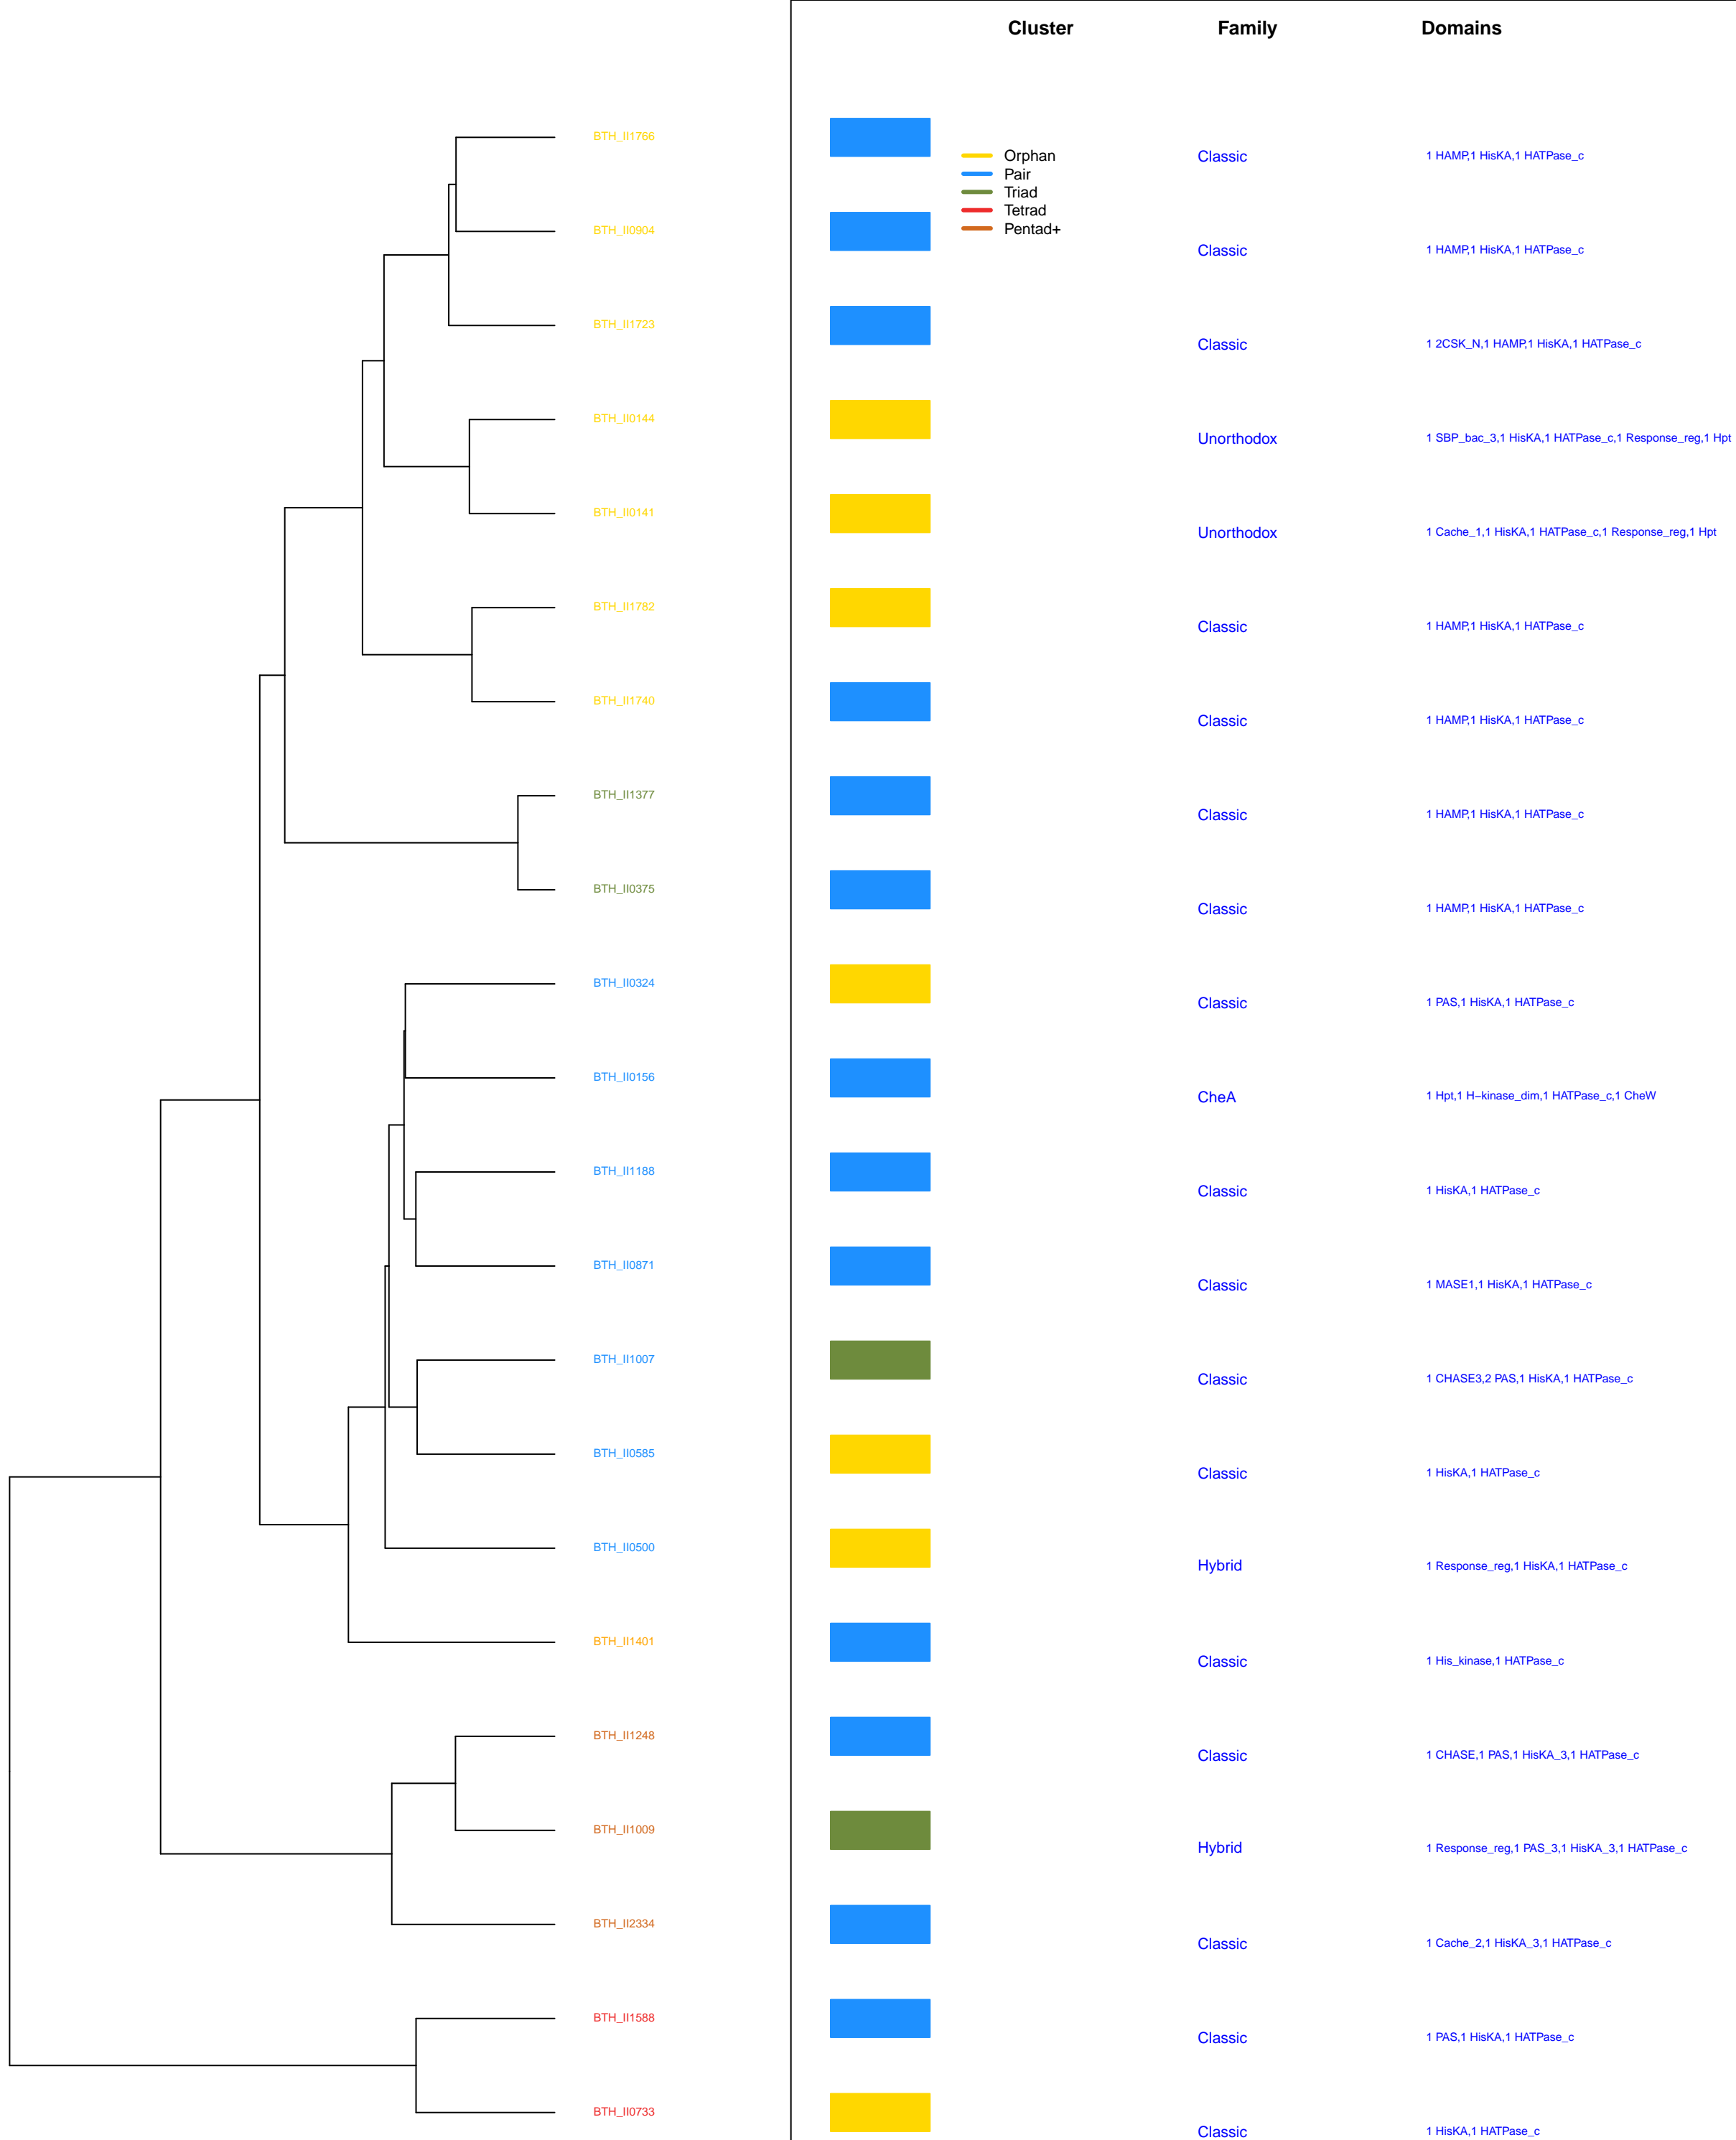 Cluster Family Domains
BTH_II1766
Orphan
Classic 1 HAMP,1 HisKA,1 HATPase_c
Pair
Triad
Tetrad
Pentad+
BTH_II0904
Classic 1 HAMP,1 HisKA,1 HATPase_c
BTH_II1723
Classic 1 2CSK_N,1 HAMP,1 HisKA,1 HATPase_c
BTH_II0144
Unorthodox 1 SBP_bac_3,1 HisKA,1 HATPase_c,1 Response_reg,1 Hpt
BTH_II0141
Unorthodox 1 Cache_1,1 HisKA,1 HATPase_c,1 Response_reg,1 Hpt
BTH_II1782
Classic 1 HAMP,1 HisKA,1 HATPase_c
BTH_II1740
Classic 1 HAMP,1 HisKA,1 HATPase_c
BTH_II1377
Classic 1 HAMP,1 HisKA,1 HATPase_c
BTH_II0375
Classic 1 HAMP,1 HisKA,1 HATPase_c
BTH_II0324
Classic 1 PAS,1 HisKA,1 HATPase_c
BTH_II0156
CheA 1 Hpt,1 H−kinase_dim,1 HATPase_c,1 CheW
BTH_II1188
Classic 1 HisKA,1 HATPase_c
BTH_II0871
Classic 1 MASE1,1 HisKA,1 HATPase_c
BTH_II1007
Classic 1 CHASE3,2 PAS,1 HisKA,1 HATPase_c
BTH_II0585
Classic 1 HisKA,1 HATPase_c
BTH_II0500
Hybrid 1 Response_reg,1 HisKA,1 HATPase_c
BTH_II1401
Classic 1 His_kinase,1 HATPase_c
BTH_II1248
Classic 1 CHASE,1 PAS,1 HisKA_3,1 HATPase_c
BTH_II1009
Hybrid 1 Response_reg,1 PAS_3,1 HisKA_3,1 HATPase_c
BTH_II2334
Classic 1 Cache_2,1 HisKA_3,1 HATPase_c
BTH_II1588
Classic 1 PAS,1 HisKA,1 HATPase_c
BTH_II0733
Classic 1 HisKA,1 HATPase_c